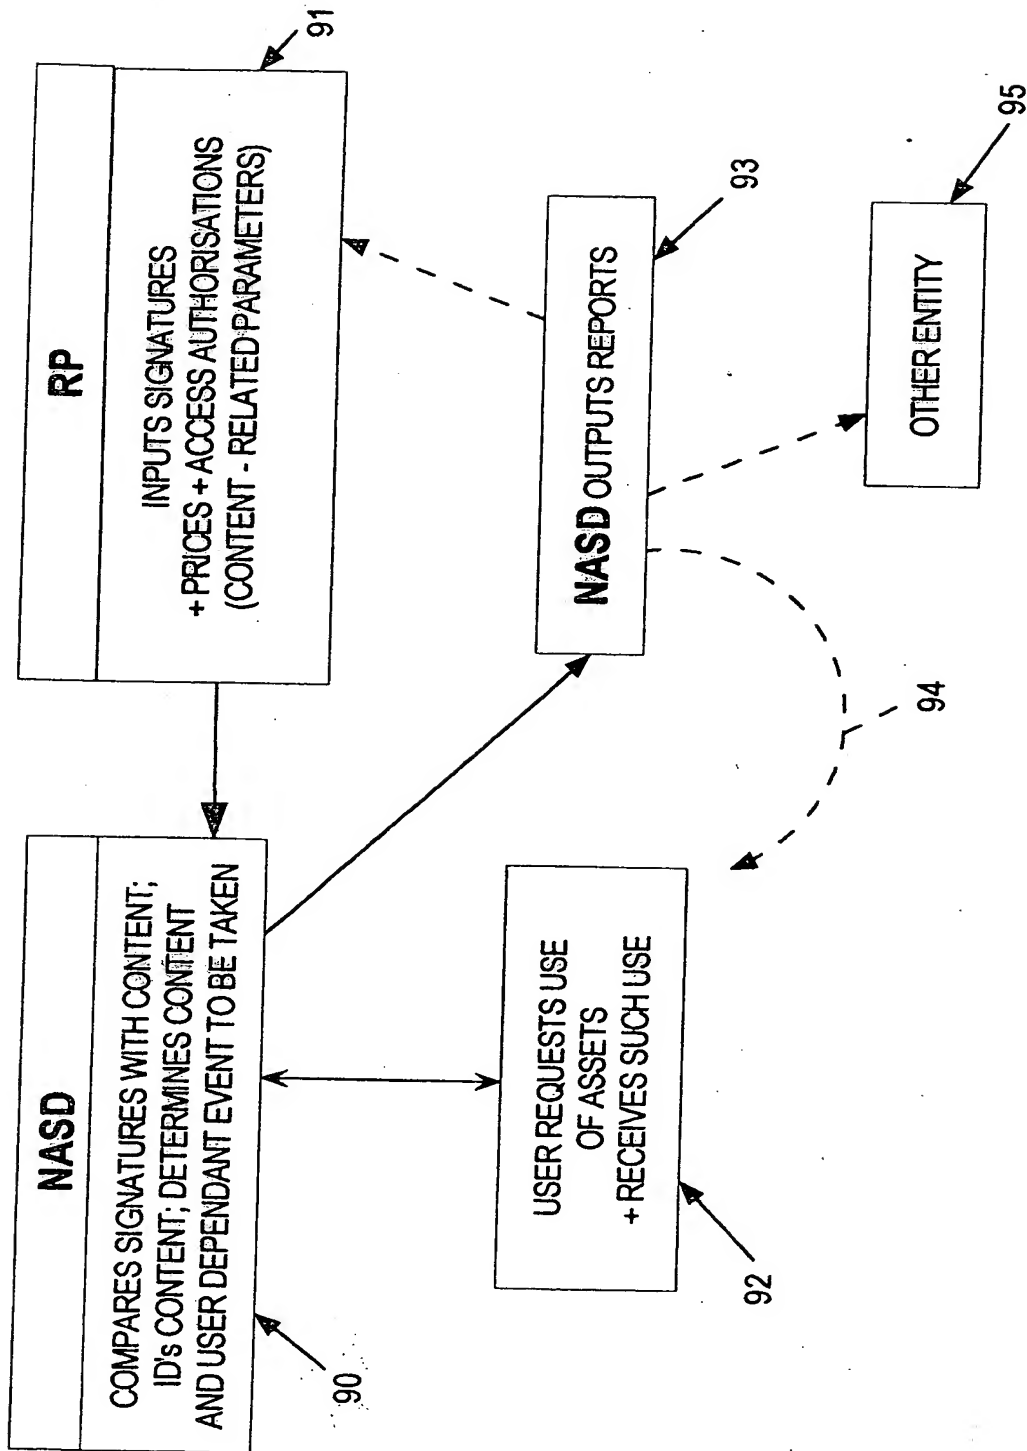 NASD
COMPARES SIGNATURES WITH CONTENT;
ID's CONTENT; DETERMINES CONTENT
AND USER DEPENDANT EVENT TO BE TAKEN
90
RP
INPUTS SIGNATURES
+ PRICES + ACCESS AUTHORISATIONS
(CONTENT - RELATED PARAMETERS)
91
USER REQUESTS USE
OF ASSETS
+ RECEIVES SUCH USE
92
NASD OUTPUTS REPORTS
93
94
OTHER ENTITY
95